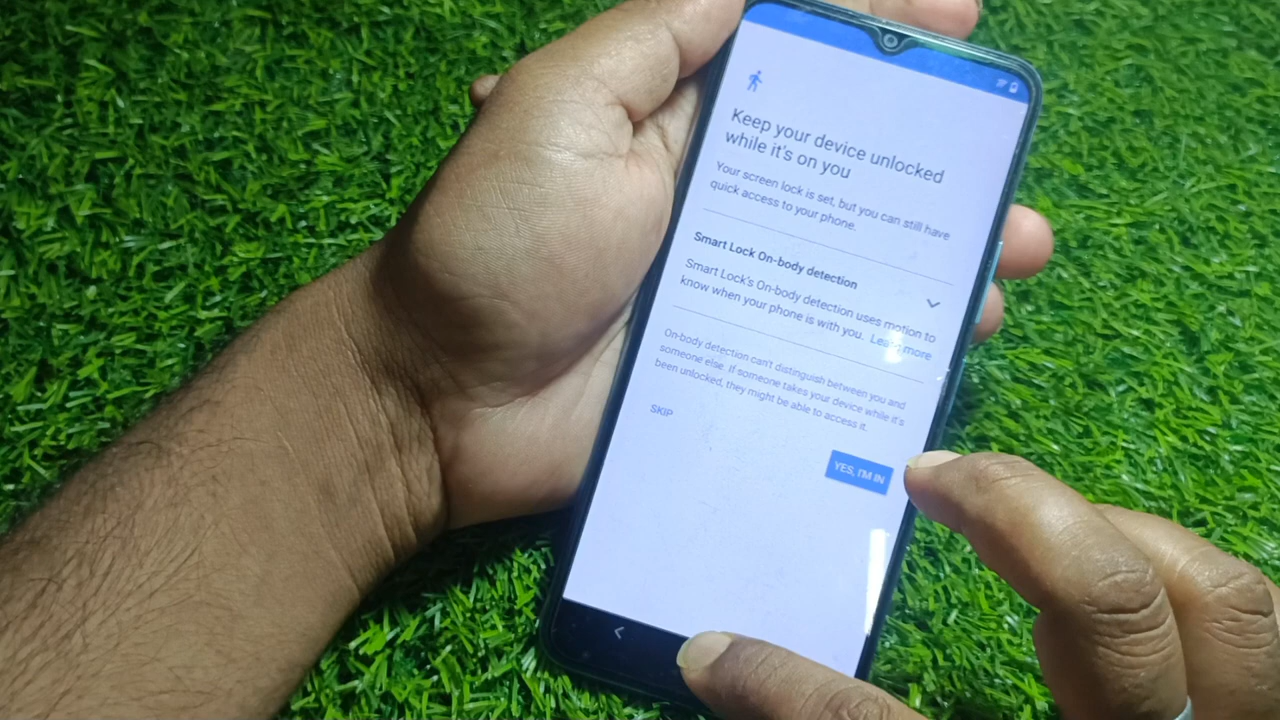 Keep your device unlocked
while it's on you
Your screen lock is set, but you can still have
quick access to your phone.
Smart Lock On-body detection
Smart Lock's On-body detection uses motion to
know when your phone is with you. Learn more
On-body detection can't distinguish between you and
someone else. If someone takes your device while it's
been unlocked, they might be able to access it.
SKIP
YES, I'M IN